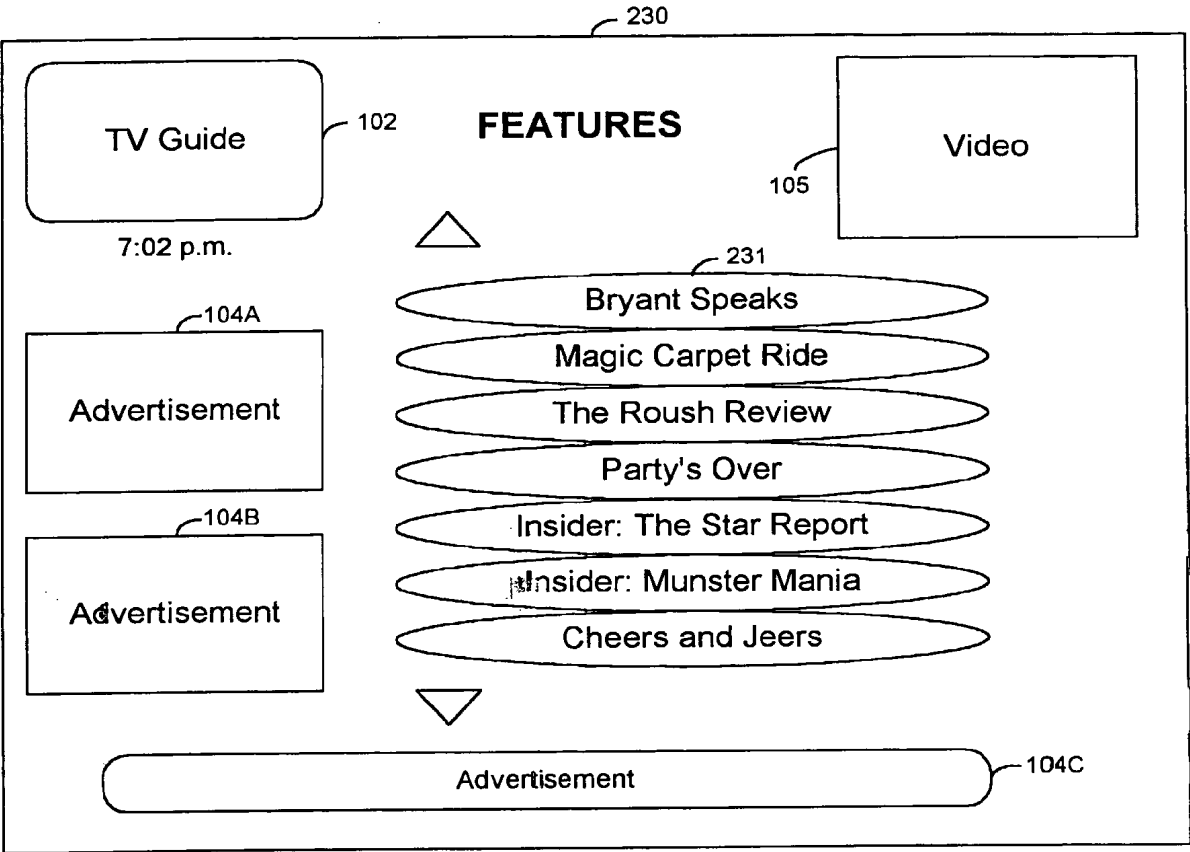 230
TV Guide
102
FEATURES
Video
105
7:02 p.m.
231
Bryant Speaks
104A
Magic Carpet Ride
Advertisement
The Roush Review
Party's Over
104B
Insider: The Star Report
Advertisement
Insider: Munster Mania
Cheers and Jeers
Advertisement
104C